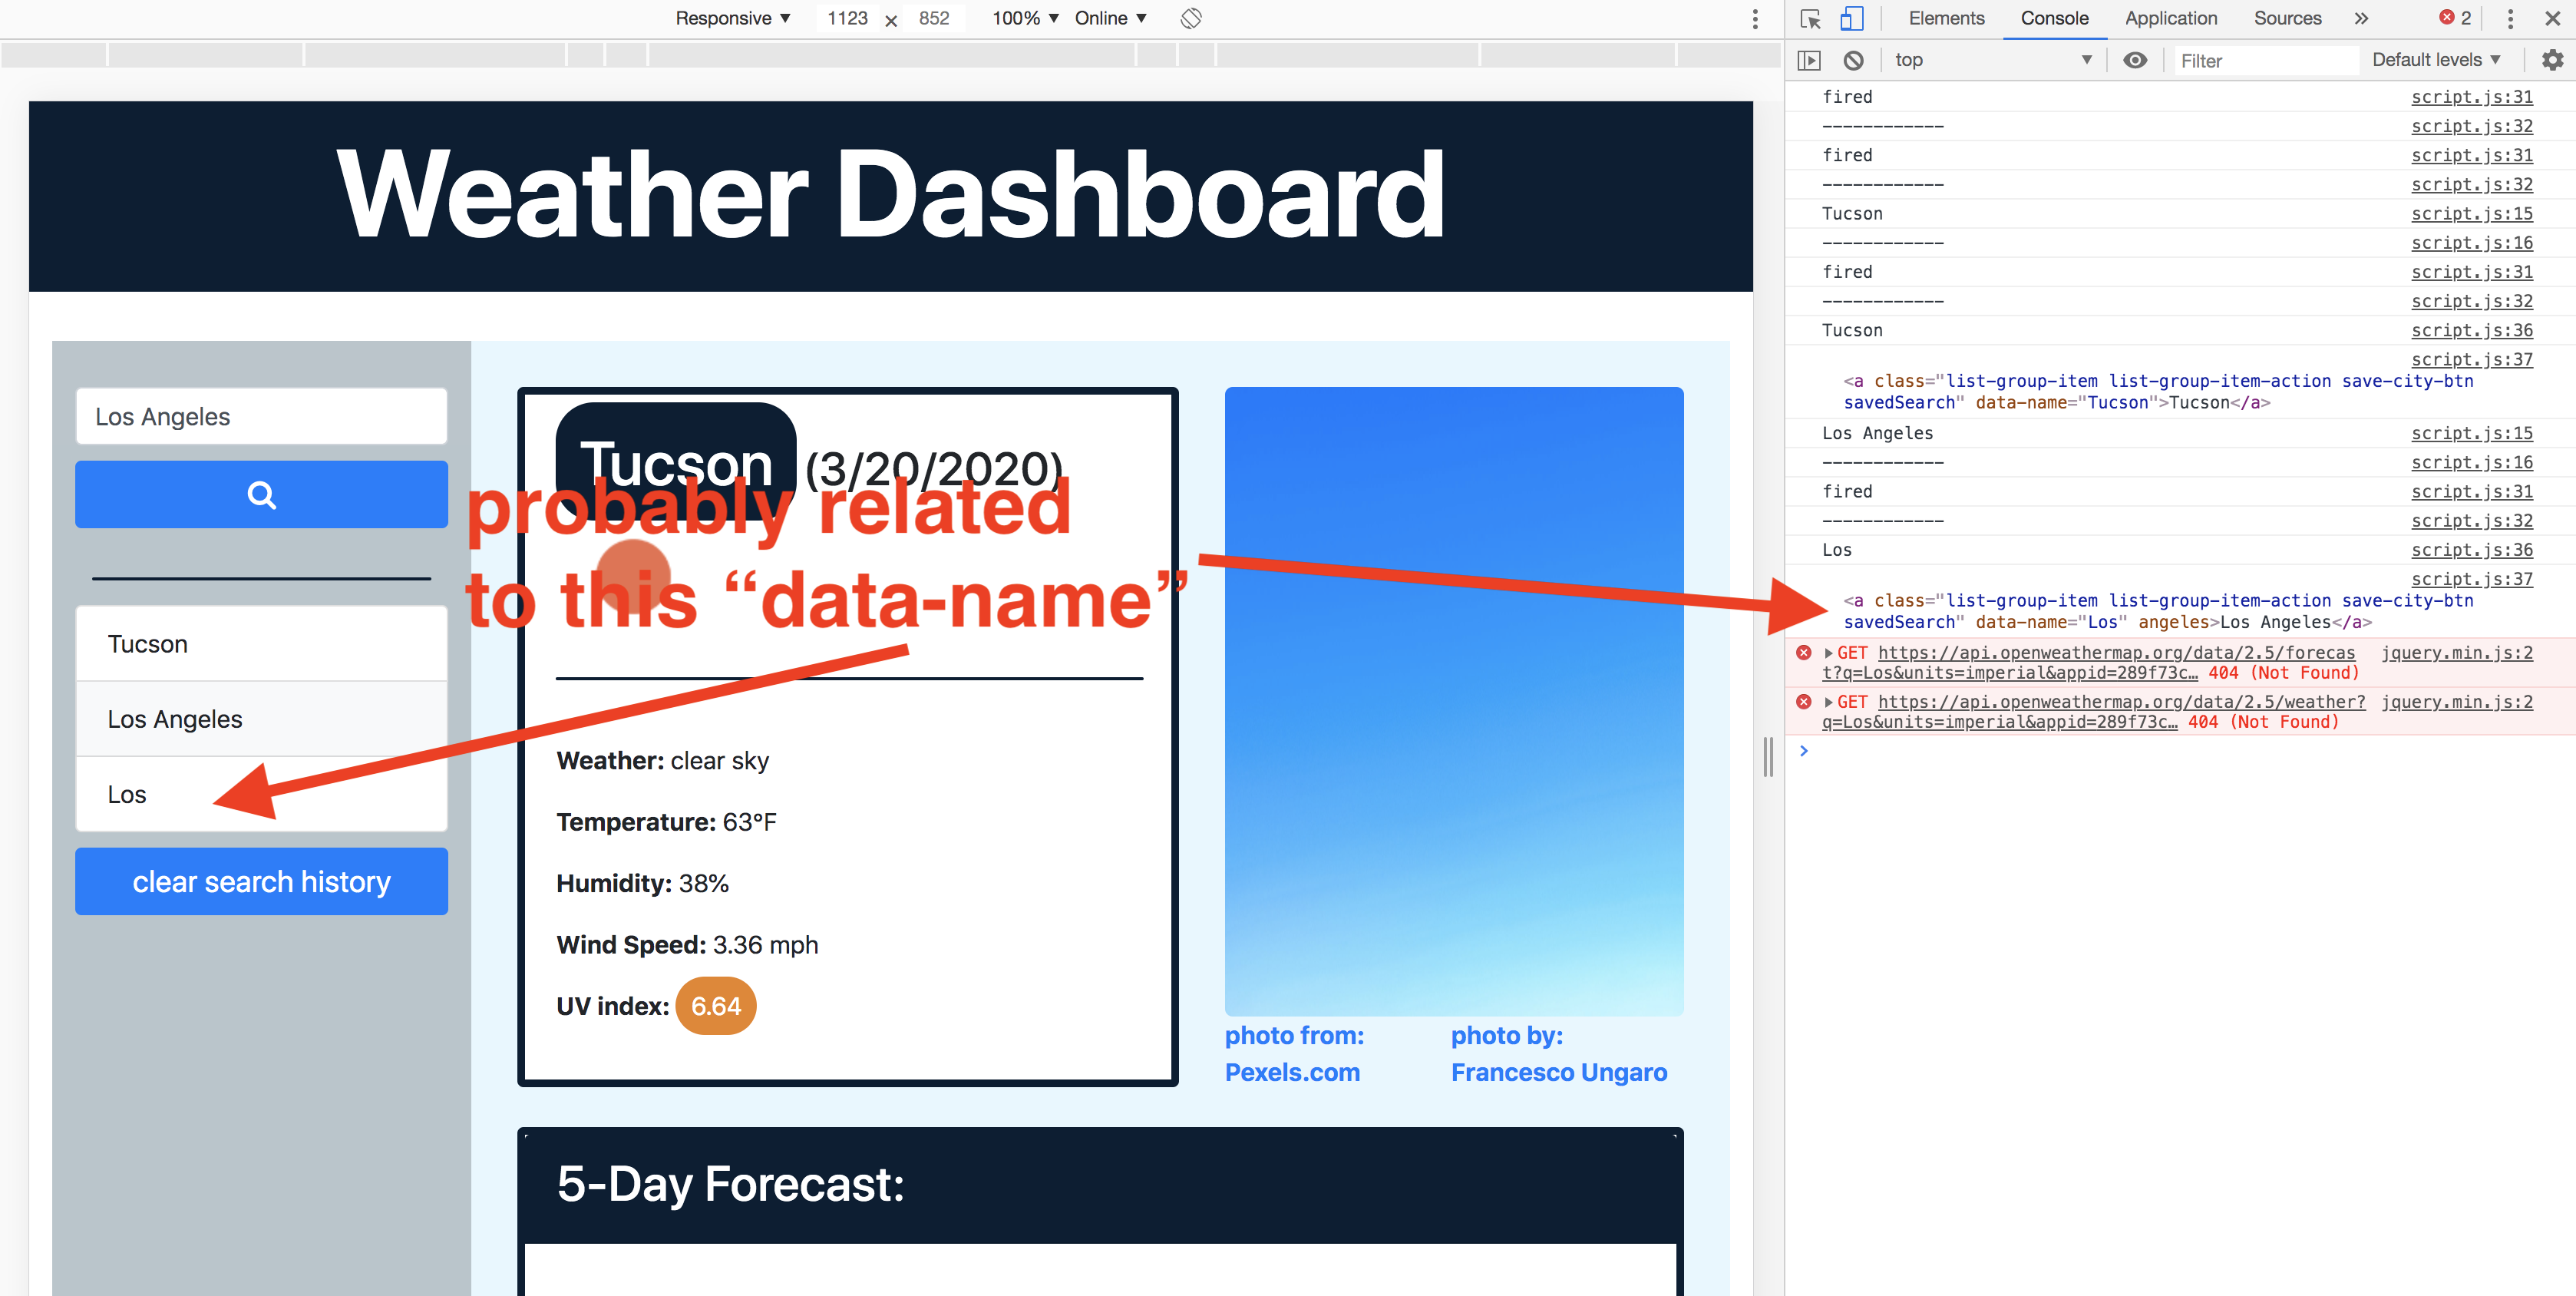 Responsive ▼ 1123 × 852 100% ▼ Online ▼
Elements Console Application Sources » 2
top ▼ Filter Default levels ▼
Weather Dashboard
Los Angeles
Tucson
Los Angeles
Los
clear search history
Tucson (3/20/2020)
probably related
to this “data-name”
Weather: clear sky
Temperature: 63°F
Humidity: 38%
Wind Speed: 3.36 mph
UV index: 6.64
photo from:
Pexels.com
photo by:
Francesco Ungaro
5-Day Forecast:
fired script.js:31
------------ script.js:32
fired script.js:31
------------ script.js:32
Tucson script.js:15
------------ script.js:16
fired script.js:31
------------ script.js:32
Tucson script.js:36
script.js:37
<a class="list-group-item list-group-item-action save-city-btn
savedSearch" data-name="Tucson">Tucson</a>
Los Angeles script.js:15
------------ script.js:16
fired script.js:31
------------ script.js:32
Los script.js:36
script.js:37
<a class="list-group-item list-group-item-action save-city-btn
savedSearch" data-name="Los" angeles>Los Angeles</a>
GET https://api.openweathermap.org/data/2.5/forecas jquery.min.js:2
t?q=Los&units=imperial&appid=289f73c… 404 (Not Found)
GET https://api.openweathermap.org/data/2.5/weather? jquery.min.js:2
q=Los&units=imperial&appid=289f73c… 404 (Not Found)